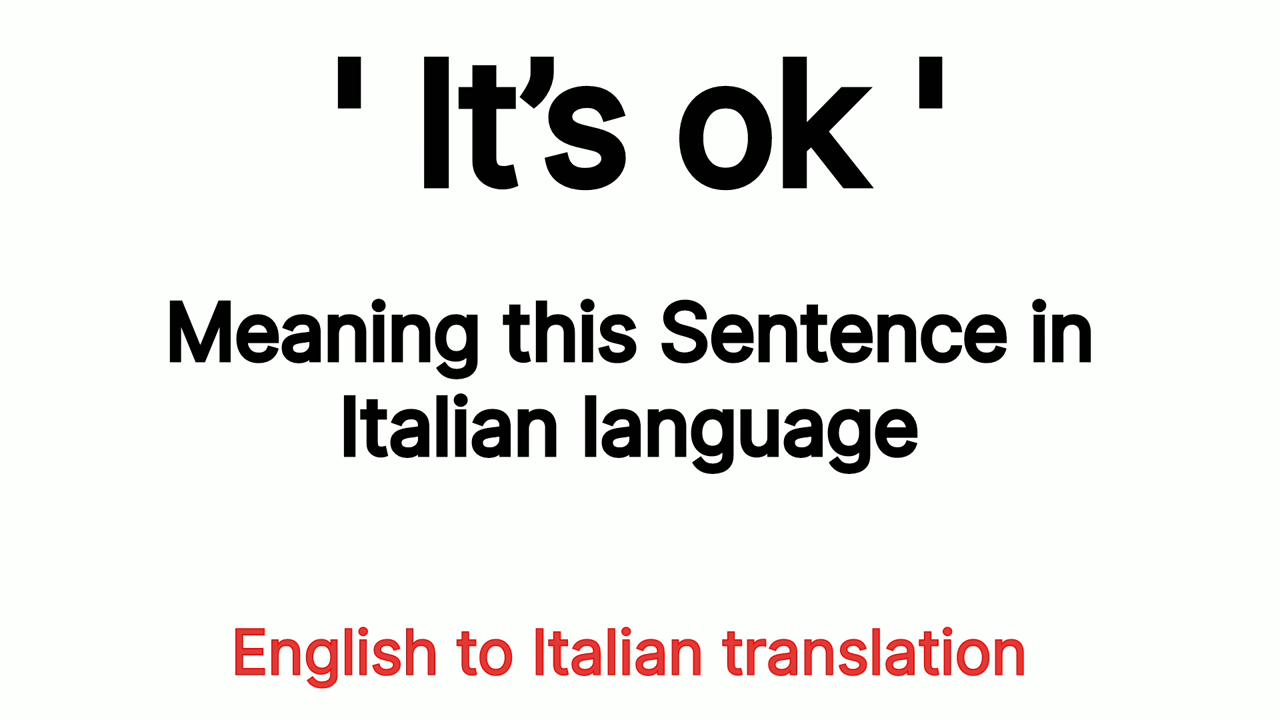 ' It’s ok '
Meaning this Sentence in
Italian language
English to Italian translation